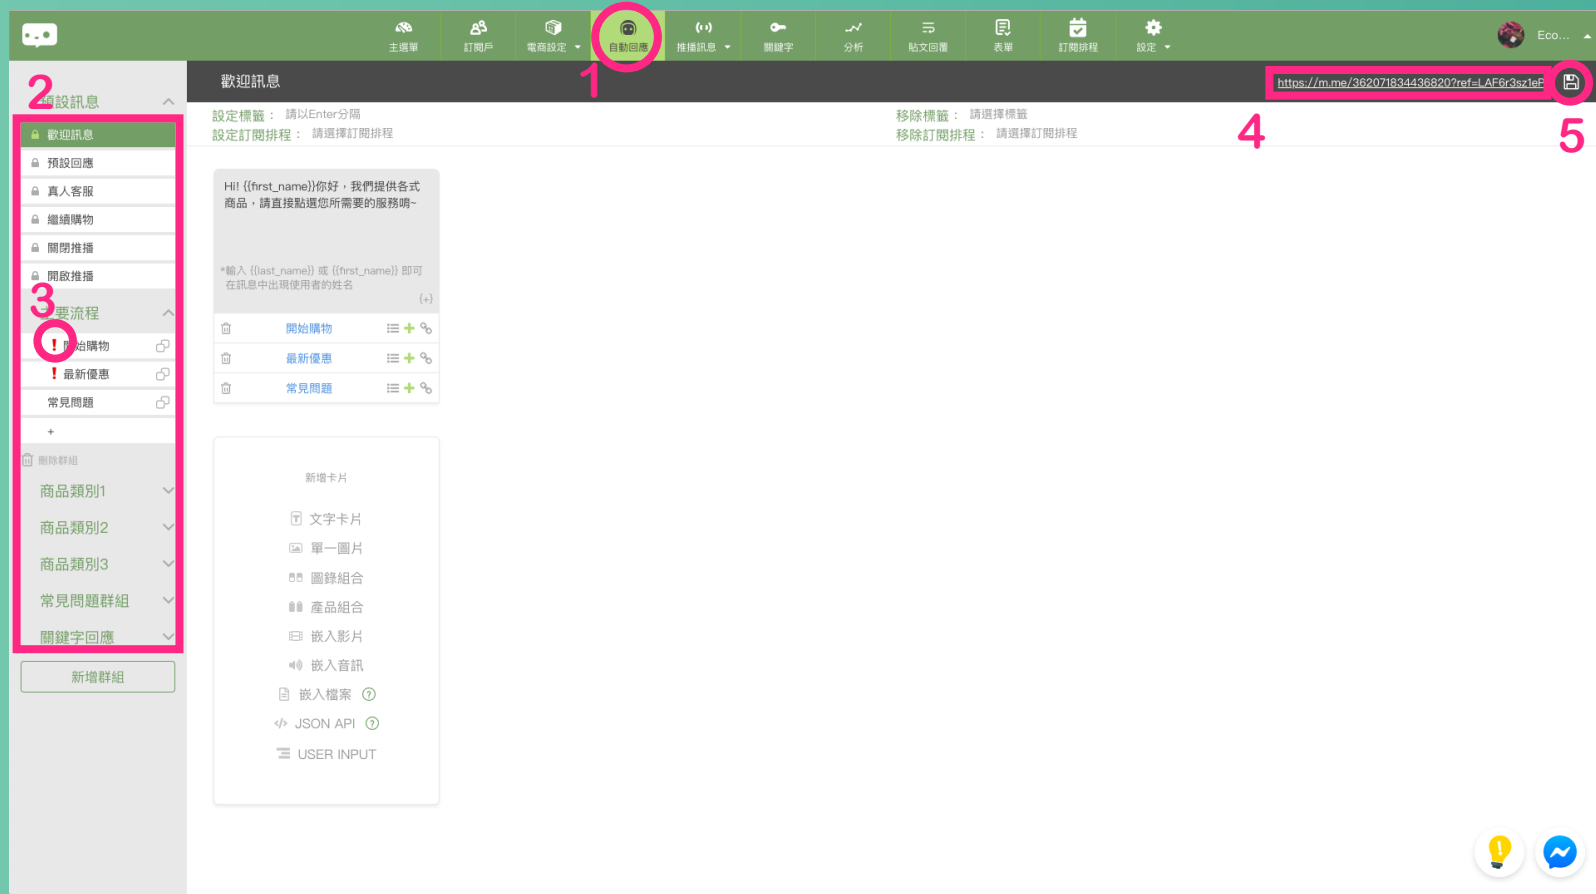 主選單
訂閱戶
電商設定
自動回應
推播訊息
關鍵字
分析
貼文回覆
表單
訂閱排程
設定
Eco...
1
2
預設訊息
歡迎訊息
預設回應
真人客服
繼續購物
關閉推播
開啟推播
3
主要流程
開始購物
最新優惠
常見問題
+
刪除群組
商品類別1
商品類別2
商品類別3
常見問題群組
關鍵字回應
新增群組
歡迎訊息
https://m.me/362071834436820?ref=LAF6r3sz1eP
4
5
設定標籤： 請以Enter分隔
移除標籤： 請選擇標籤
設定訂閱排程： 請選擇訂閱排程
移除訂閱排程： 請選擇訂閱排程
Hi! {{first_name}}你好，我們提供各式
商品，請直接點選您所需要的服務唷~
*輸入 {{last_name}} 或 {{first_name}} 即可
在訊息中出現使用者的姓名
{+}
開始購物
最新優惠
常見問題
新增卡片
文字卡片
單一圖片
圖錄組合
產品組合
嵌入影片
嵌入音訊
嵌入檔案
JSON API
USER INPUT